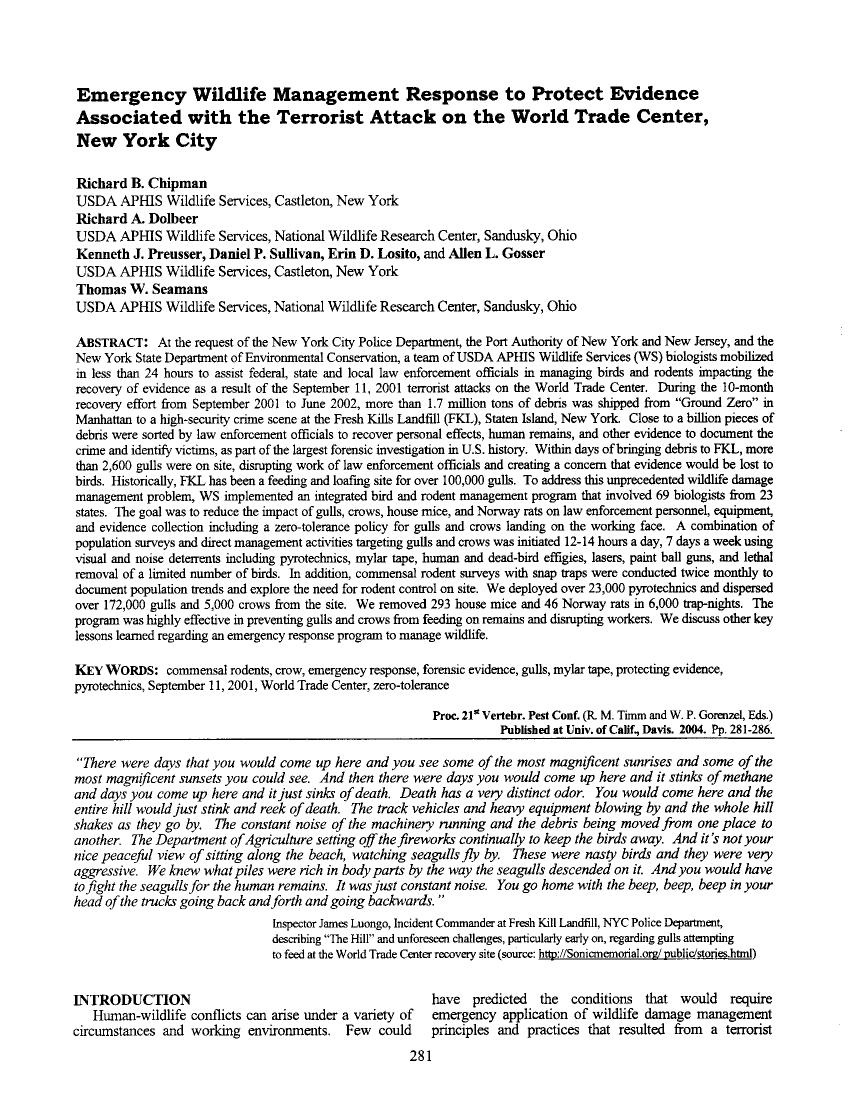 Emergency Wildlife Management Response to Protect Evidence
Associated with the Terrorist Attack on the World Trade Center,
New York City
Richard B. Chipman
USDA APHIS Wildlife Services, Castleton, New York
Richard A. Dolbeer
USDA APHIS Wildlife Services, National Wildlife Research Center, Sandusky, Ohio
Kenneth J. Preusser, Daniel P. Sullivan, Erin D. Losito, and Allen L. Gosser
USDA APHIS Wildlife Services, Castleton, New York
Thomas W. Seamans
USDA APHIS Wildlife Services, National Wildlife Research Center, Sandusky, Ohio
ABSTRACT: At the request of the New York City Police Department, the Port Authority of New York and New Jersey, and the
New York State Department of Environmental Conservation, a team of USDA APHIS Wildlife Services (WS) biologists mobilized
in less than 24 hours to assist federal, state and local law enforcement officials in managing birds and rodents impacting the
recovery of evidence as a result of the September 11, 2001 terrorist attacks on the World Trade Center. During the 10-month
recovery effort from September 2001 to June 2002, more than 1.7 million tons of debris was shipped from "Ground Zero" in
Manhattan to a high-security crime scene at the Fresh Kills Landfill (FKL), Staten Island, New York. Close to a billion pieces of
debris were sorted by law enforcement officials to recover personal effects, human remains, and other evidence to document the
crime and identify victims, as part of the largest forensic investigation in U.S. history. Within days of bringing debris to FKL, more
than 2,600 gulls were on site, disrupting work of law enforcement officials and creating a concern that evidence would be lost to
birds. Historically, FKL has been a feeding and loafing site for over 100,000 gulls. To address this unprecedented wildlife damage
management problem, WS implemented an integrated bird and rodent management program that involved 69 biologists from 23
states. The goal was to reduce the impact of gulls, crows, house mice, and Norway rats on law enforcement personnel, equipment,
and evidence collection including a zero-tolerance policy for gulls and crows landing on the working face. A combination of
population surveys and direct management activities targeting gulls and crows was initiated 12-14 hours a day, 7 days a week using
visual and noise deterrents including pyrotechnics, mylar tape, human and dead-bird effigies, lasers, paint ball guns, and lethal
removal of a limited number of birds. In addition, commensal rodent surveys with snap traps were conducted twice monthly to
document population trends and explore the need for rodent control on site. We deployed over 23,000 pyrotechnics and dispersed
over 172,000 gulls and 5,000 crows from the site. We removed 293 house mice and 46 Norway rats in 6,000 trap-nights. The
program was highly effective in preventing gulls and crows from feeding on remains and disrupting workers. We discuss other key
lessons learned regarding an emergency response program to manage wildlife.
KEY WORDS: commensal rodents, crow, emergency response, forensic evidence, gulls, mylar tape, protecting evidence,
pyrotechnics, September 11, 2001, World Trade Center, zero-tolerance
Proc. 21st Vertebr. Pest Conf. (R. M. Timm and W. P. Gorenzel, Eds.)
Published at Univ. of Calif., Davis. 2004. Pp. 281-286.
"There were days that you would come up here and you see some of the most magnificent sunrises and some of the
most magnificent sunsets you could see. And then there were days you would come up here and it stinks of methane
and days you come up here and it just sinks of death. Death has a very distinct odor. You would come here and the
entire hill would just stink and reek of death. The track vehicles and heavy equipment blowing by and the whole hill
shakes as they go by. The constant noise of the machinery running and the debris being moved from one place to
another. The Department of Agriculture setting off the fireworks continually to keep the birds away. And it's not your
nice peaceful view of sitting along the beach, watching seagulls fly by. These were nasty birds and they were very
aggressive. We knew what piles were rich in body parts by the way the seagulls descended on it. And you would have
to fight the seagulls for the human remains. It was just constant noise. You go home with the beep, beep, beep in your
head of the trucks going back and forth and going backwards."
Inspector James Luongo, Incident Commander at Fresh Kill Landfill, NYC Police Department,
describing "The Hill" and unforeseen challenges, particularly early on, regarding gulls attempting
to feed at the World Trade Center recovery site (source: http://Sonicmemorial.org/ public/stories.html)
INTRODUCTION
Human-wildlife conflicts can arise under a variety of
circumstances and working environments. Few could
have predicted the conditions that would require
emergency application of wildlife damage management
principles and practices that resulted from a terrorist
281